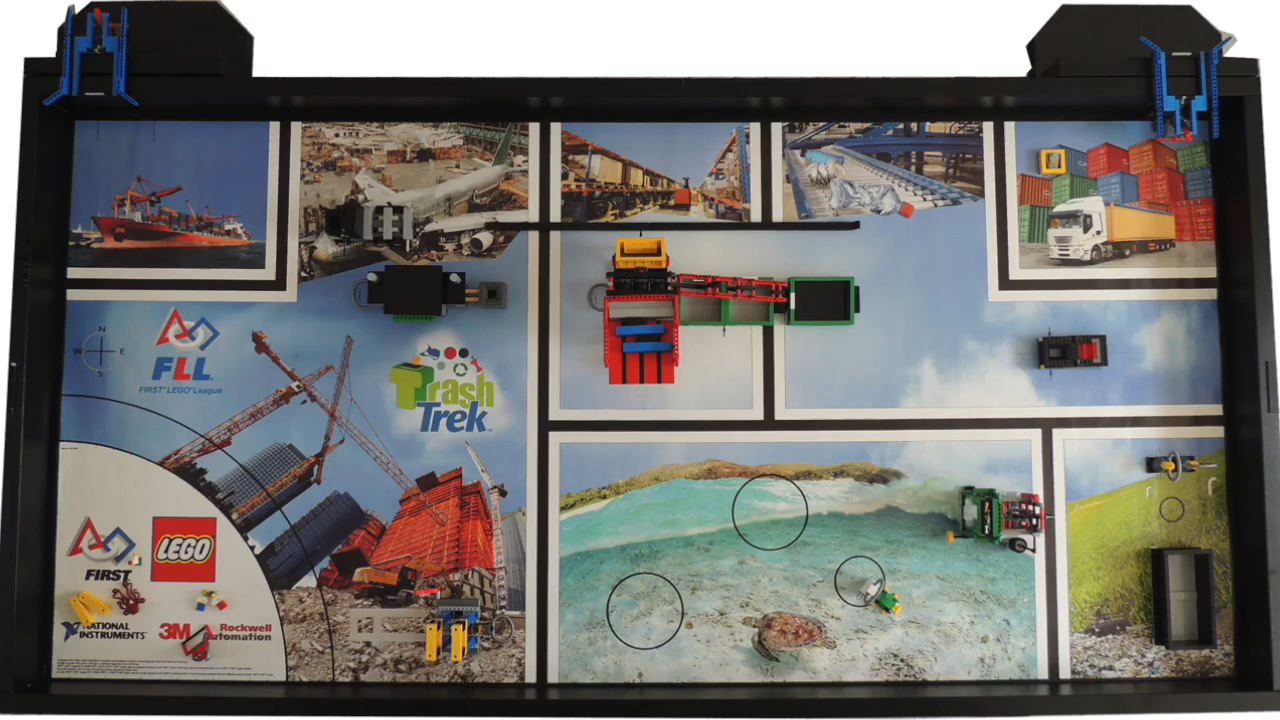 N
W E
S
FLL
FIRST LEGO League
Trash
Trek
FIRST
LEGO
NATIONAL
INSTRUMENTS
3M
Rockwell
Automation